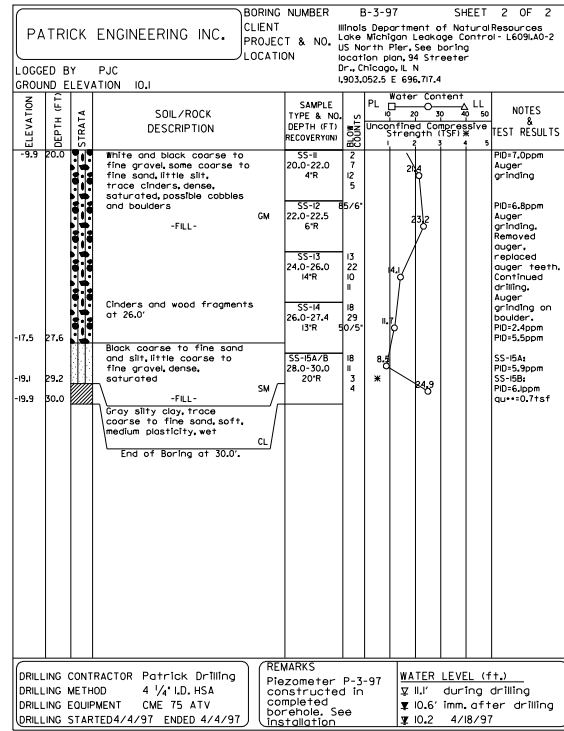 PATRICK ENGINEERING INC.
BORING NUMBER B-3-97 SHEET 2 OF 2
CLIENT Illinois Department of Natural Resources
PROJECT & NO. Lake Michigan Leakage Control - L6091.A0-2
LOCATION US North Pier, See boring
location plan, 94 Streeter
Dr., Chicago, IL N
1,903,052.5 E 696,717.4
LOGGED BY PJC
GROUND ELEVATION 10.1
ELEVATION
DEPTH (FT)
STRATA
SOIL/ROCK
DESCRIPTION
SAMPLE
TYPE & NO.
DEPTH (FT)
RECOVERY(IN)
BLOW
COUNTS
Water Content
PL LL
10 20 30 40 50
Unconfined Compressive
Strength (TSF) ✳
1 2 3 4 5
NOTES
&
TEST RESULTS
-9.9 20.0
White and black coarse to
fine gravel, some coarse to
fine sand, little silt,
trace cinders, dense,
saturated, possible cobbles
and boulders
GM
-FILL-
Cinders and wood fragments
at 26.0'
SS-11
20.0-22.0
4"R
2
7
12
5
21.4
PID=7.0ppm
Auger
grinding
SS-12
22.0-22.5
6"R
85/6"
23.2
PID=6.8ppm
Auger
grinding.
Removed
auger,
replaced
auger teeth.
Continued
drilling.
Auger
grinding on
boulder.
SS-13
24.0-26.0
14"R
13
22
10
11
14.1
SS-14
26.0-27.4
13"R
18
29
50/5"
11.7
PID=2.4ppm
PID=5.5ppm
-17.5 27.6
Black coarse to fine sand
and silt, little coarse to
fine gravel, dense,
saturated
SM
-FILL-
SS-15A/B
28.0-30.0
20"R
18
11
3
4
8.5
✳
24.9
SS-15A:
PID=5.9ppm
SS-15B:
PID=6.1ppm
qu**=0.7tsf
-19.1 29.2
-19.9 30.0
Gray silty clay, trace
coarse to fine sand, soft,
medium plasticity, wet
CL
End of Boring at 30.0'.
DRILLING CONTRACTOR Patrick Drilling
DRILLING METHOD 4 1/4" I.D. HSA
DRILLING EQUIPMENT CME 75 ATV
DRILLING STARTED 4/4/97 ENDED 4/4/97
REMARKS
Piezometer P-3-97
constructed in
completed
borehole. See
installation
WATER LEVEL (ft.)
11.1' during drilling
10.6' imm. after drilling
10.2 4/18/97